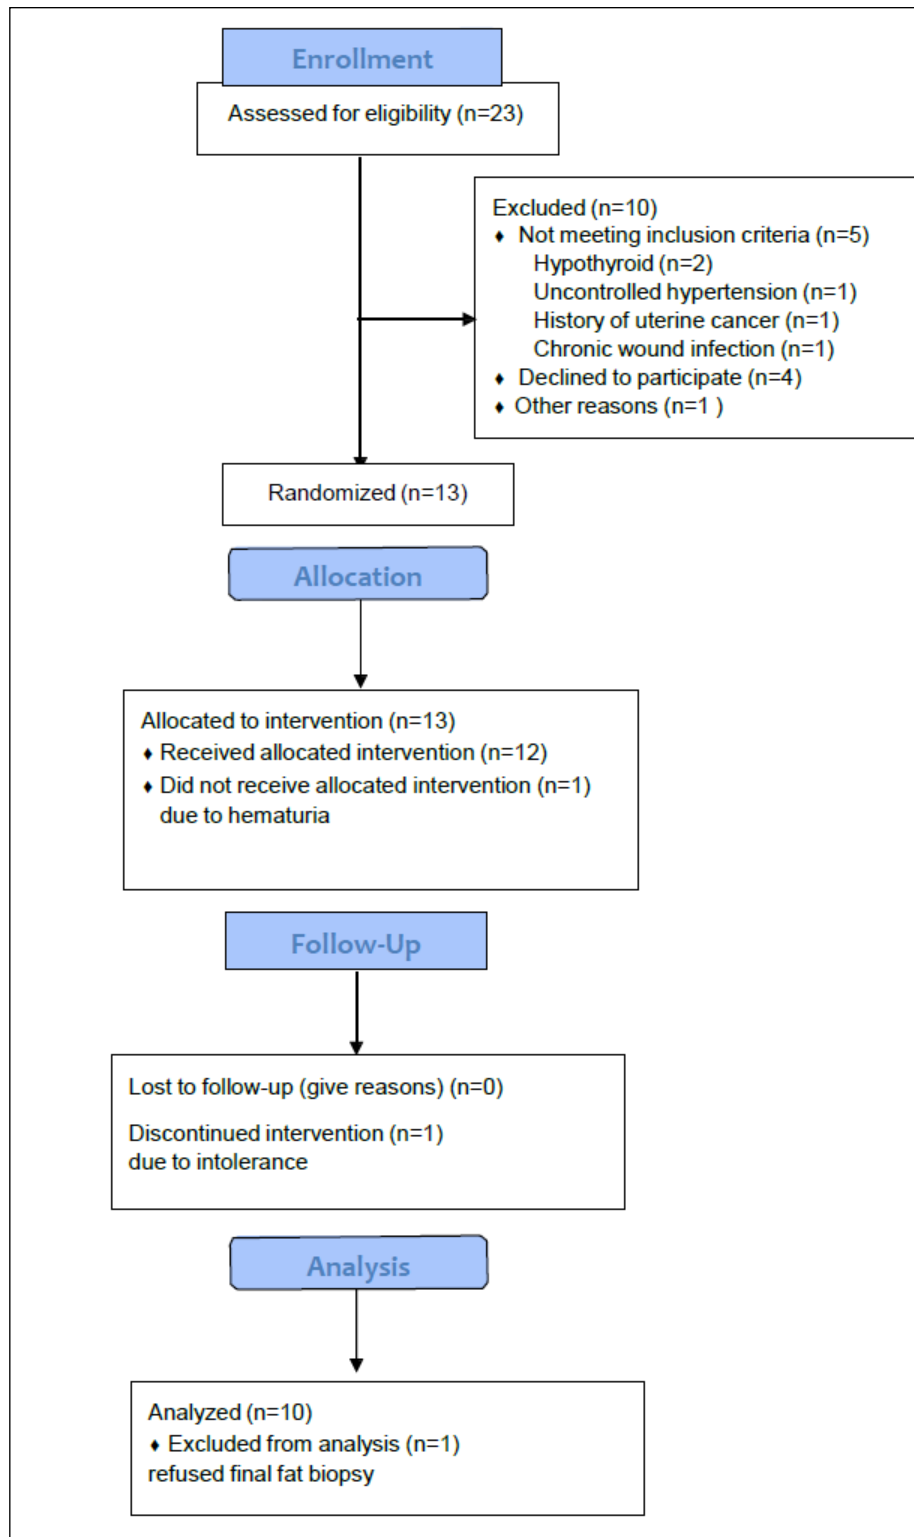 Enrollment
Assessed for eligibility (n=23)
Excluded (n=10)
♦ Not meeting inclusion criteria (n=5)
Hypothyroid (n=2)
Uncontrolled hypertension (n=1)
History of uterine cancer (n=1)
Chronic wound infection (n=1)
♦ Declined to participate (n=4)
♦ Other reasons (n=1 )
Randomized (n=13)
Allocation
Allocated to intervention (n=13)
♦ Received allocated intervention (n=12)
♦ Did not receive allocated intervention (n=1)
due to hematuria
Follow-Up
Lost to follow-up (give reasons) (n=0)
Discontinued intervention (n=1)
due to intolerance
Analysis
Analyzed (n=10)
♦ Excluded from analysis (n=1)
refused final fat biopsy